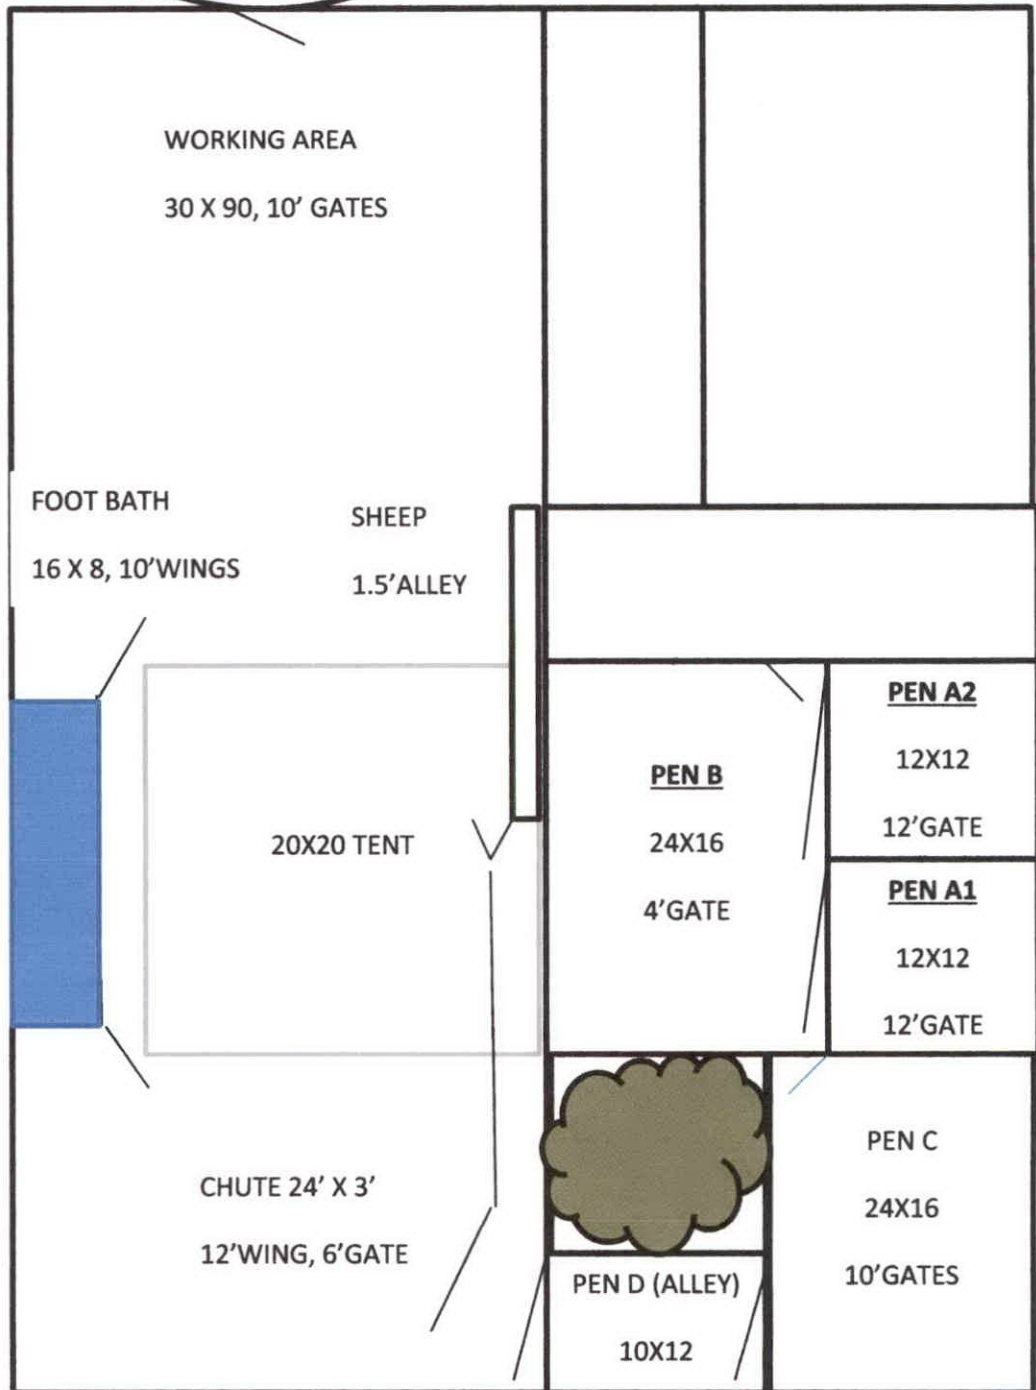 WORKING AREA
30 X 90, 10' GATES
FOOT BATH
16 X 8, 10'WINGS
SHEEP
1.5'ALLEY
20X20 TENT
PEN B
24X16
4'GATE
PEN A2
12X12
12'GATE
PEN A1
12X12
12'GATE
CHUTE 24' X 3'
12'WING, 6'GATE
PEN C
24X16
10'GATES
PEN D (ALLEY)
10X12